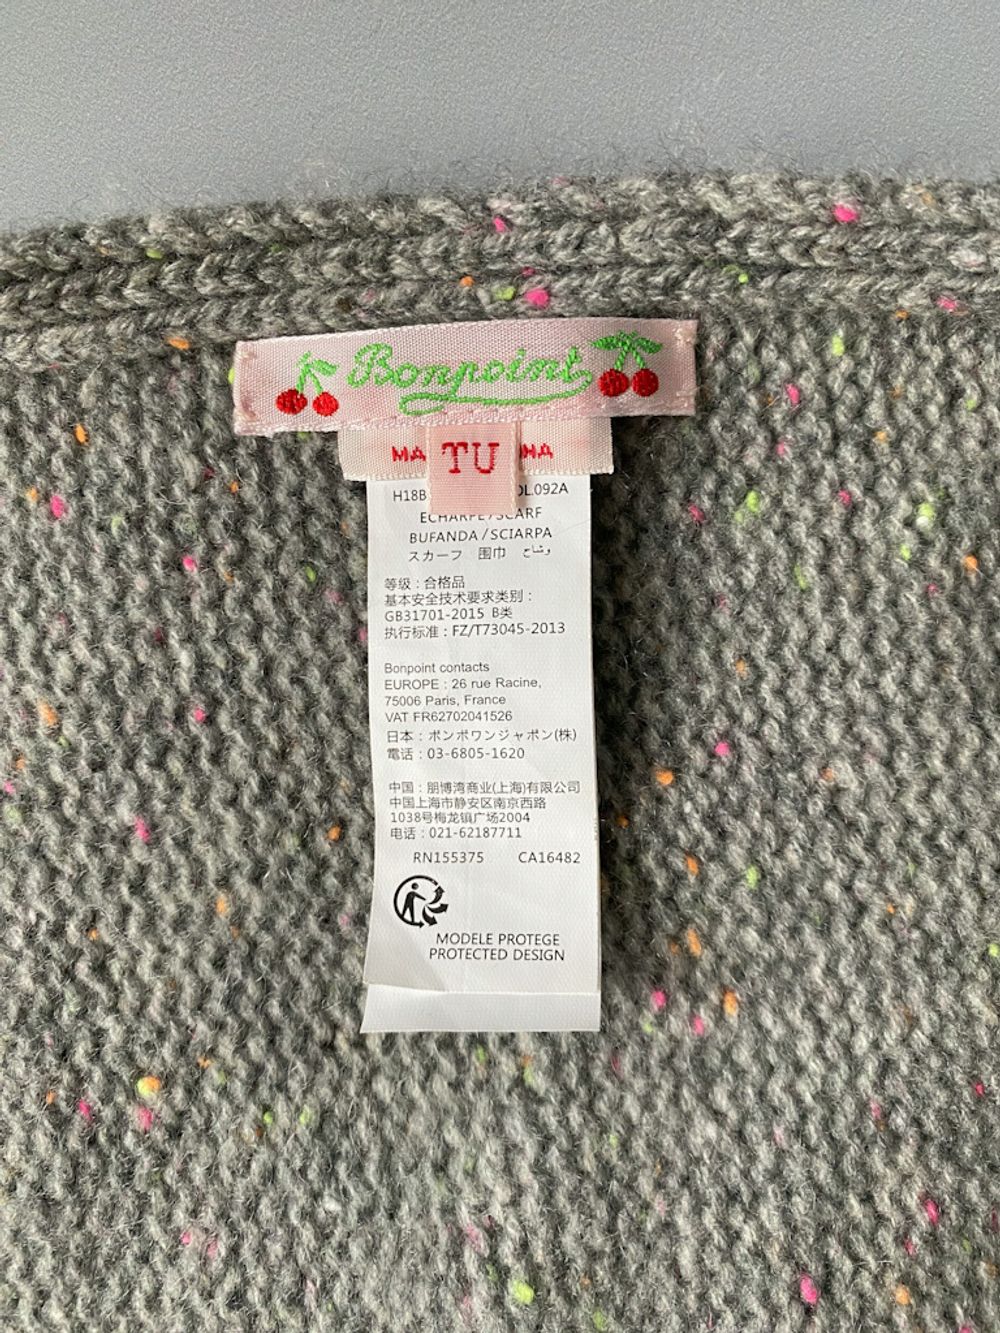 Bonpoint
MA TU NA
H18B OL.092A
ECHARPE/SCARF
BUFANDA/SCIARPA
スカーフ 围巾 وشاح
等级:合格品
基本安全技术要求类别:
GB31701-2015 B类
执行标准:FZ/T73045-2013
Bonpoint contacts
EUROPE : 26 rue Racine,
75006 Paris, France
VAT FR62702041526
日本:ボンポワンジャポン(株)
電話:03-6805-1620
中国:朋博湾商业(上海)有限公司
中国上海市静安区南京西路
1038号梅龙镇广场2004
电话:021-62187711
RN155375 CA16482
MODELE PROTEGE
PROTECTED DESIGN